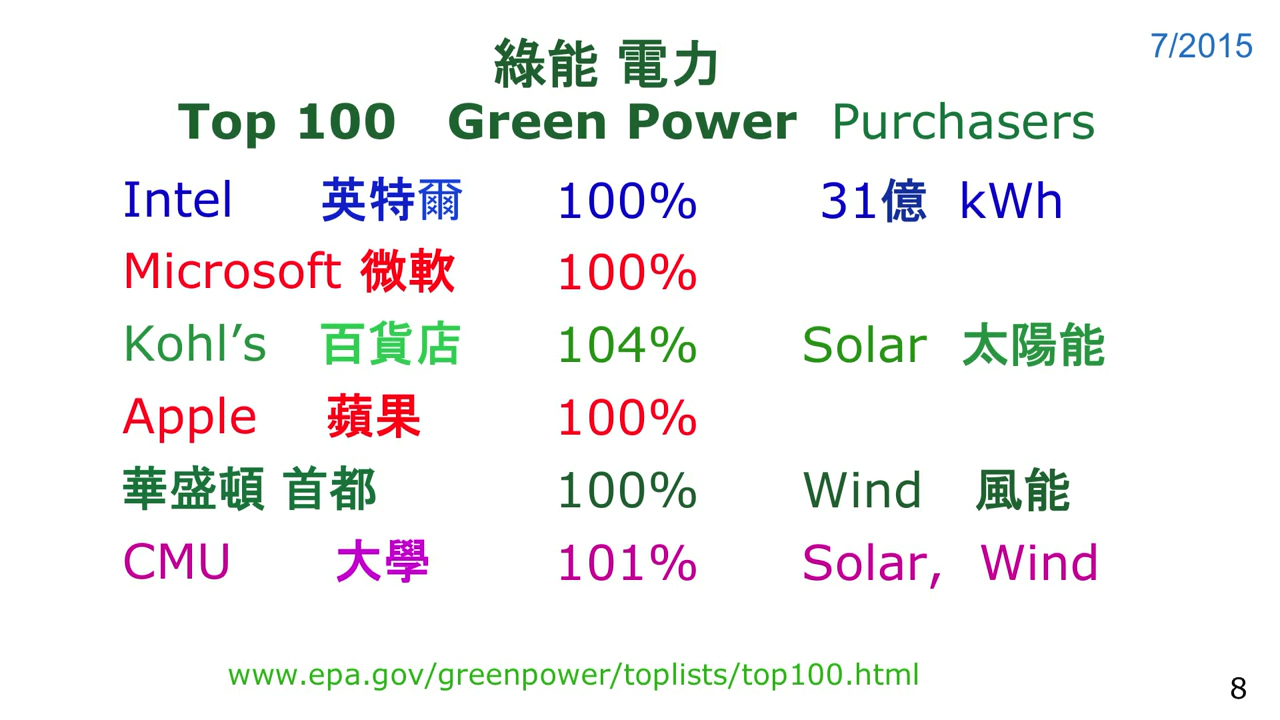 7/2015
綠能 電力
Top 100 Green Power Purchasers
Intel 英特爾 100% 31億 kWh
Microsoft 微軟 100%
Kohl’s 百貨店 104% Solar 太陽能
Apple 蘋果 100%
華盛頓 首都 100% Wind 風能
CMU 大學 101% Solar, Wind
www.epa.gov/greenpower/toplists/top100.html
8